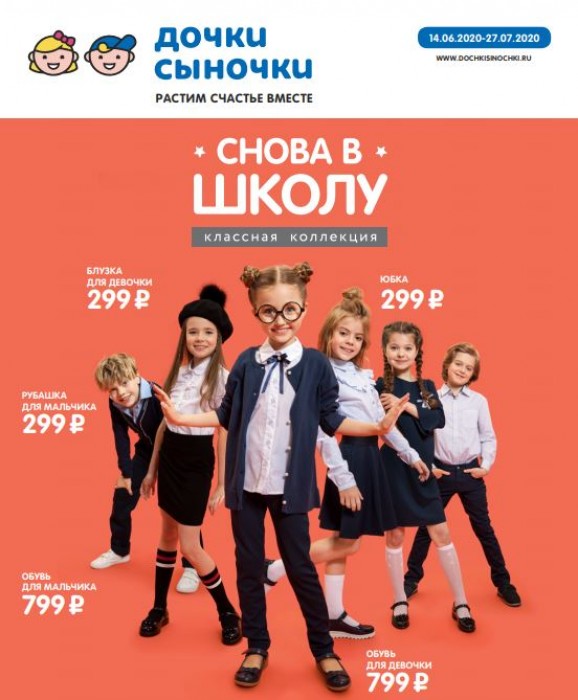 ДОЧКИ
СЫНОЧКИ
РАСТИМ СЧАСТЬЕ ВМЕСТЕ
14.06.2020-27.07.2020
WWW.DOCHKISINOCHKI.RU
СНОВА В
ШКОЛУ
классная коллекция
БЛУЗКА
ДЛЯ ДЕВОЧКИ
299 ₽
ЮБКА
299 ₽
РУБАШКА
ДЛЯ МАЛЬЧИКА
299 ₽
ОБУВЬ
ДЛЯ МАЛЬЧИКА
799 ₽
ОБУВЬ
ДЛЯ ДЕВОЧКИ
799 ₽